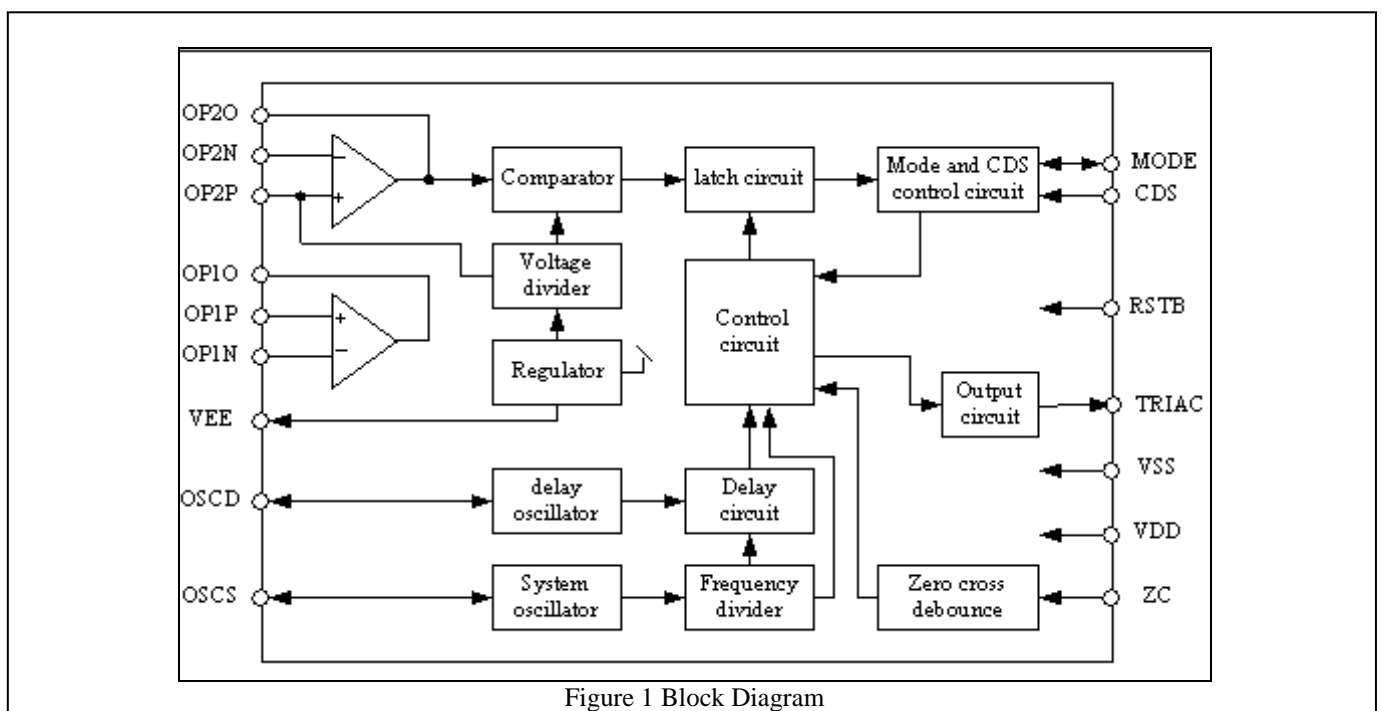 OP2O
OP2N
OP2P
OP1O
OP1P
OP1N
VEE
OSCD
OSCS
−
+
+
−
Comparator
latch circuit
Mode and CDS
control circuit
Voltage
divider
Regulator
Control
circuit
Output
circuit
delay
oscillator
Delay
circuit
System
oscillator
Frequency
divider
Zero cross
debounce
MODE
CDS
RSTB
TRIAC
VSS
VDD
ZC
Figure 1 Block Diagram